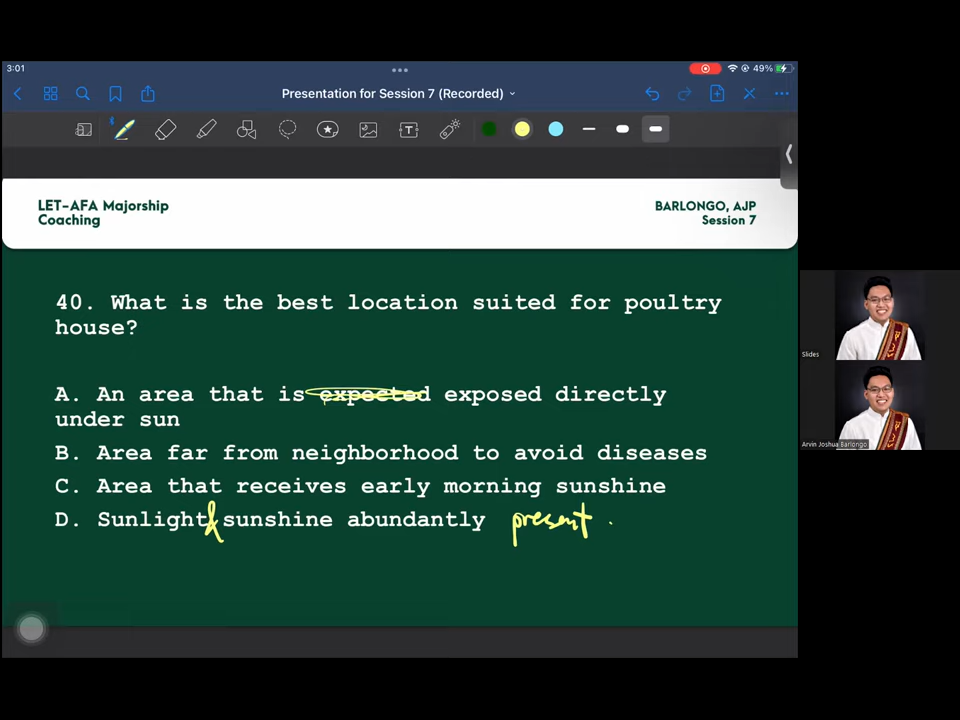 3:01
49%
Presentation for Session 7 (Recorded)
LET-AFA Majorship
Coaching
BARLONGO, AJP
Session 7
40. What is the best location suited for poultry
house?
A. An area that is expected exposed directly
under sun
B. Area far from neighborhood to avoid diseases
C. Area that receives early morning sunshine
D. Sunlight & sunshine abundantly present.
Slides
Arvin Joshua Barlongo